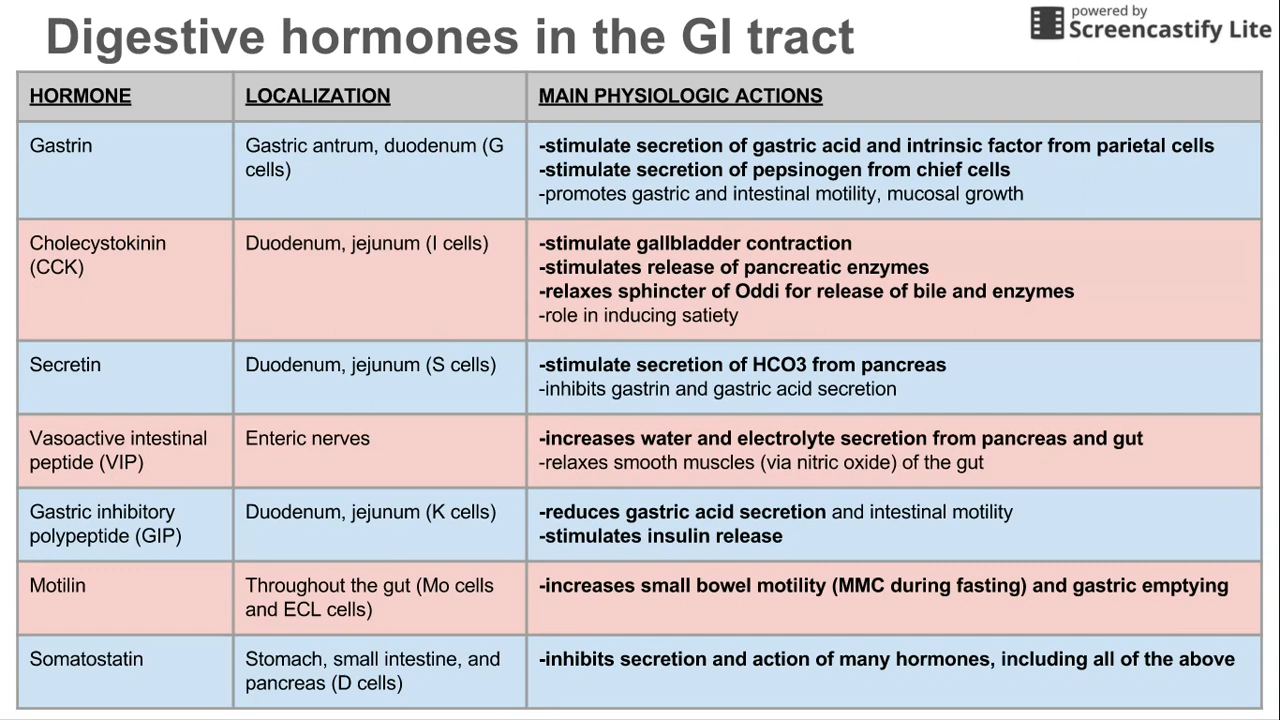 Digestive hormones in the GI tract
powered by
Screencastify Lite
HORMONE
LOCALIZATION
MAIN PHYSIOLOGIC ACTIONS
Gastrin
Gastric antrum, duodenum (G
cells)
-stimulate secretion of gastric acid and intrinsic factor from parietal cells
-stimulate secretion of pepsinogen from chief cells
-promotes gastric and intestinal motility, mucosal growth
Cholecystokinin
(CCK)
Duodenum, jejunum (I cells)
-stimulate gallbladder contraction
-stimulates release of pancreatic enzymes
-relaxes sphincter of Oddi for release of bile and enzymes
-role in inducing satiety
Secretin
Duodenum, jejunum (S cells)
-stimulate secretion of HCO3 from pancreas
-inhibits gastrin and gastric acid secretion
Vasoactive intestinal
peptide (VIP)
Enteric nerves
-increases water and electrolyte secretion from pancreas and gut
-relaxes smooth muscles (via nitric oxide) of the gut
Gastric inhibitory
polypeptide (GIP)
Duodenum, jejunum (K cells)
-reduces gastric acid secretion and intestinal motility
-stimulates insulin release
Motilin
Throughout the gut (Mo cells
and ECL cells)
-increases small bowel motility (MMC during fasting) and gastric emptying
Somatostatin
Stomach, small intestine, and
pancreas (D cells)
-inhibits secretion and action of many hormones, including all of the above